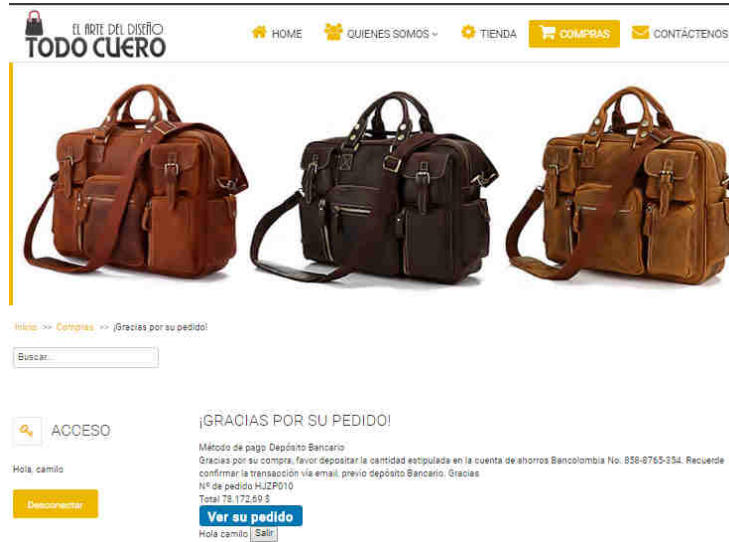 EL ARTE DEL DISEÑO
TODO CUERO
HOME
QUIENES SOMOS
TIENDA
COMPRAS
CONTÁCTENOS
Inicio >> Compras >> ¡Gracias por su pedido!
Buscar...
ACCESO
Hola, camilo
Desconectar
¡GRACIAS POR SU PEDIDO!
Método de pago Depósito Bancario
Gracias por su compra, favor depositar la cantidad estipulada en la cuenta de ahorros Bancolombia No. 858-8765-354. Recuerde
confirmar la transacción vía email, previo depósito Bancario. Gracias
Nº de pedido HJZP010
Total 78.172,69 $
Ver su pedido
Hola camilo Salir